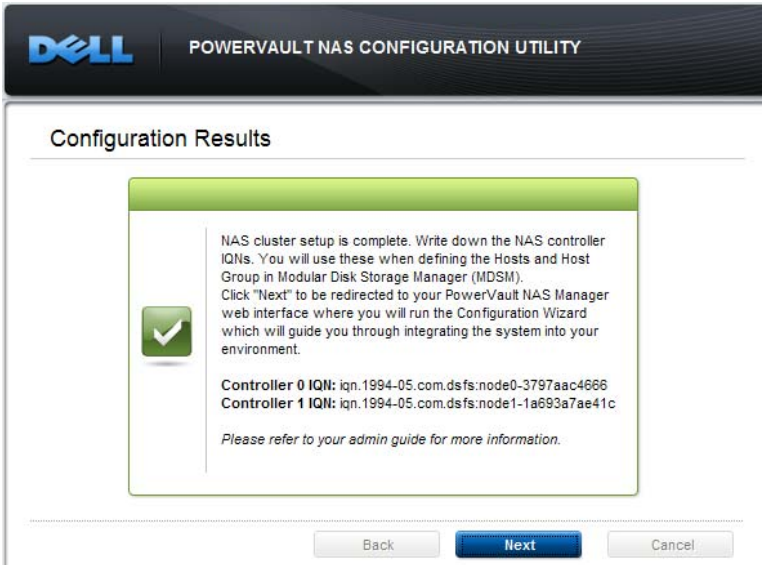 DELL
POWERVAULT NAS CONFIGURATION UTILITY
Configuration Results
NAS cluster setup is complete. Write down the NAS controller
IQNs. You will use these when defining the Hosts and Host
Group in Modular Disk Storage Manager (MDSM).
Click "Next" to be redirected to your PowerVault NAS Manager
web interface where you will run the Configuration Wizard
which will guide you through integrating the system into your
environment.
Controller 0 IQN: iqn.1994-05.com.dsfs:node0-3797aac4666
Controller 1 IQN: iqn.1994-05.com.dsfs:node1-1a693a7ae41c
Please refer to your admin guide for more information.
Back Next Cancel